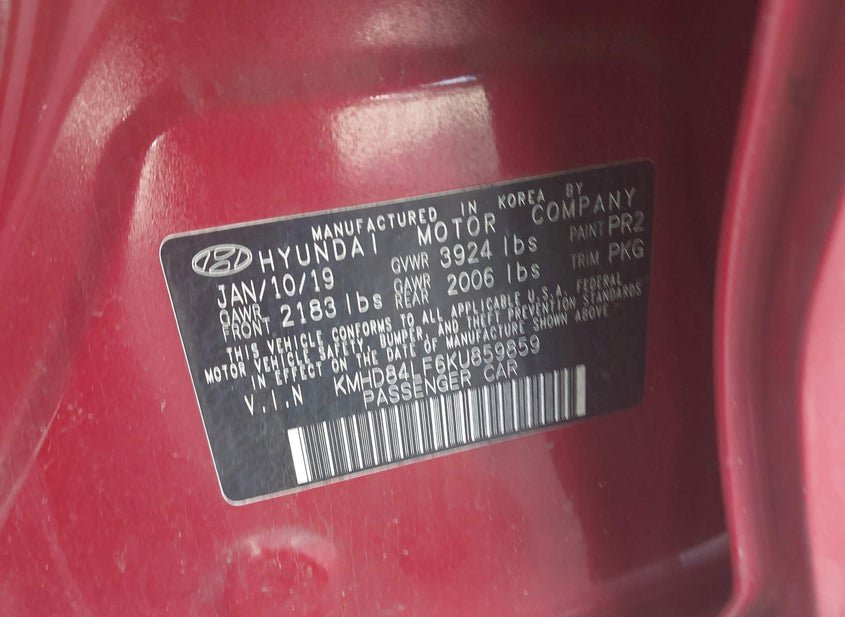 MANUFACTURED IN KOREA BY
HYUNDAI MOTOR COMPANY
JAN/10/19 GVWR 3924 lbs PAINT PR2
GAWR FRONT 2183 lbs GAWR REAR 2006 lbs TRIM PKG
THIS VEHICLE CONFORMS TO ALL APPLICABLE U.S.A. FEDERAL
MOTOR VEHICLE SAFETY, BUMPER, AND THEFT PREVENTION STANDARDS
IN EFFECT ON THE DATE OF MANUFACTURE SHOWN ABOVE
V.I.N KMHD84LF6KU859859
PASSENGER CAR